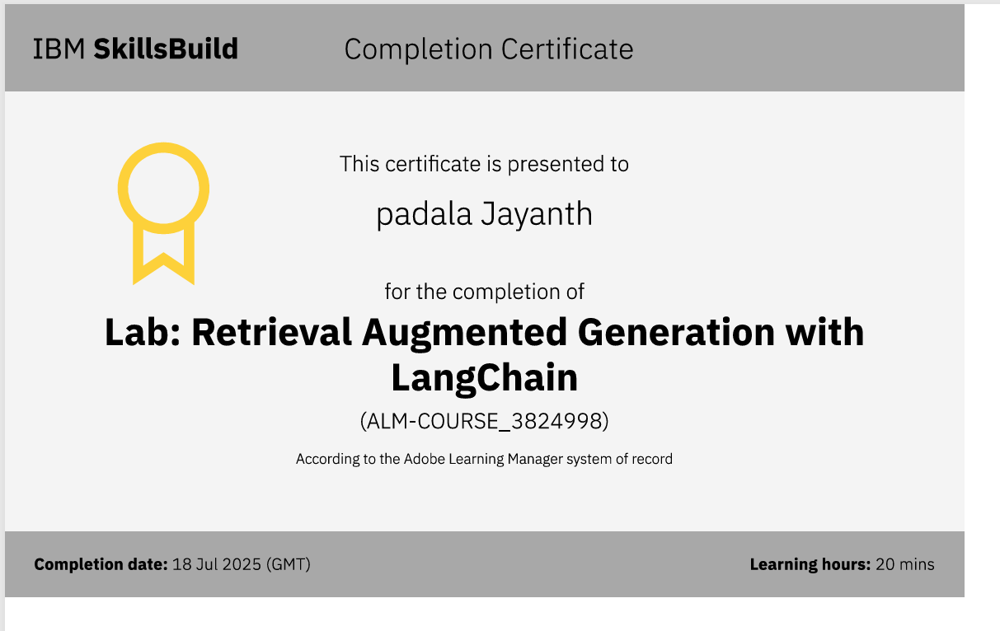 IBM SkillsBuild
Completion Certificate
This certificate is presented to
padala Jayanth
for the completion of
Lab: Retrieval Augmented Generation with
LangChain
(ALM-COURSE_3824998)
According to the Adobe Learning Manager system of record
Completion date: 18 Jul 2025 (GMT)
Learning hours: 20 mins